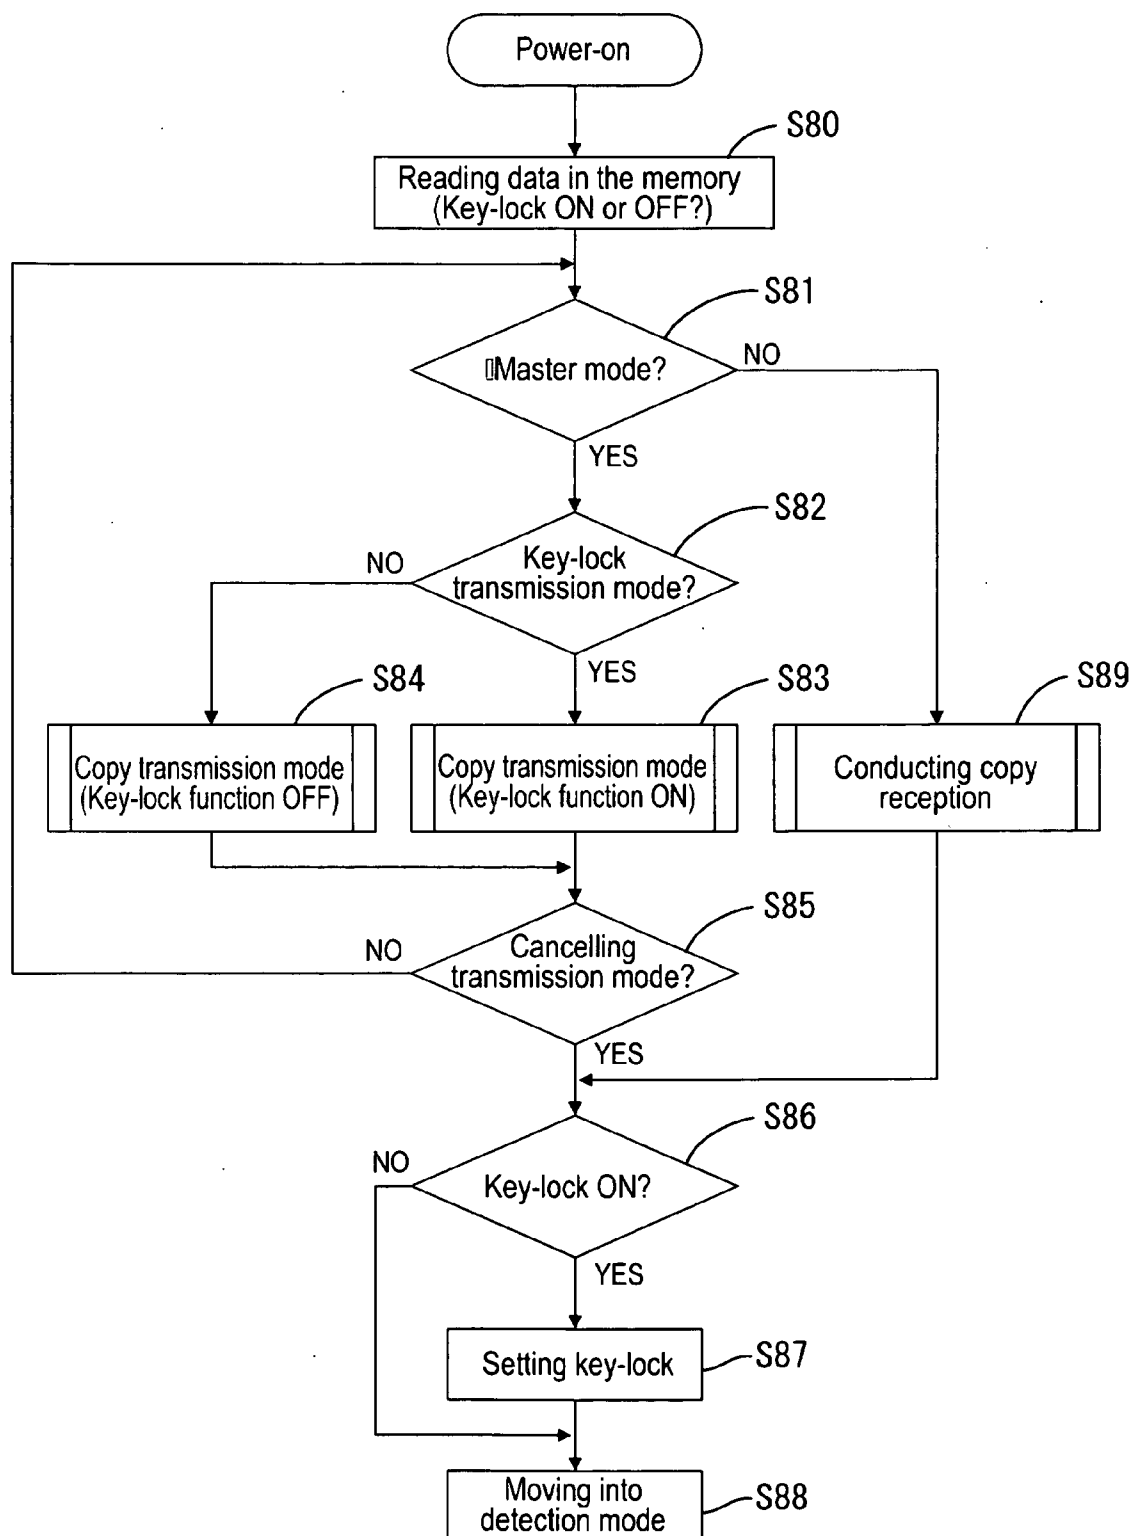 Power-on
S80
Reading data in the memory
(Key-lock ON or OFF?)
S81
Master mode?
NO
YES
S82
Key-lock
transmission mode?
NO
YES
S84
S83
S89
Copy transmission mode
(Key-lock function OFF)
Copy transmission mode
(Key-lock function ON)
Conducting copy
reception
S85
Cancelling
transmission mode?
NO
YES
S86
Key-lock ON?
NO
YES
Setting key-lock
S87
Moving into
detection mode
S88